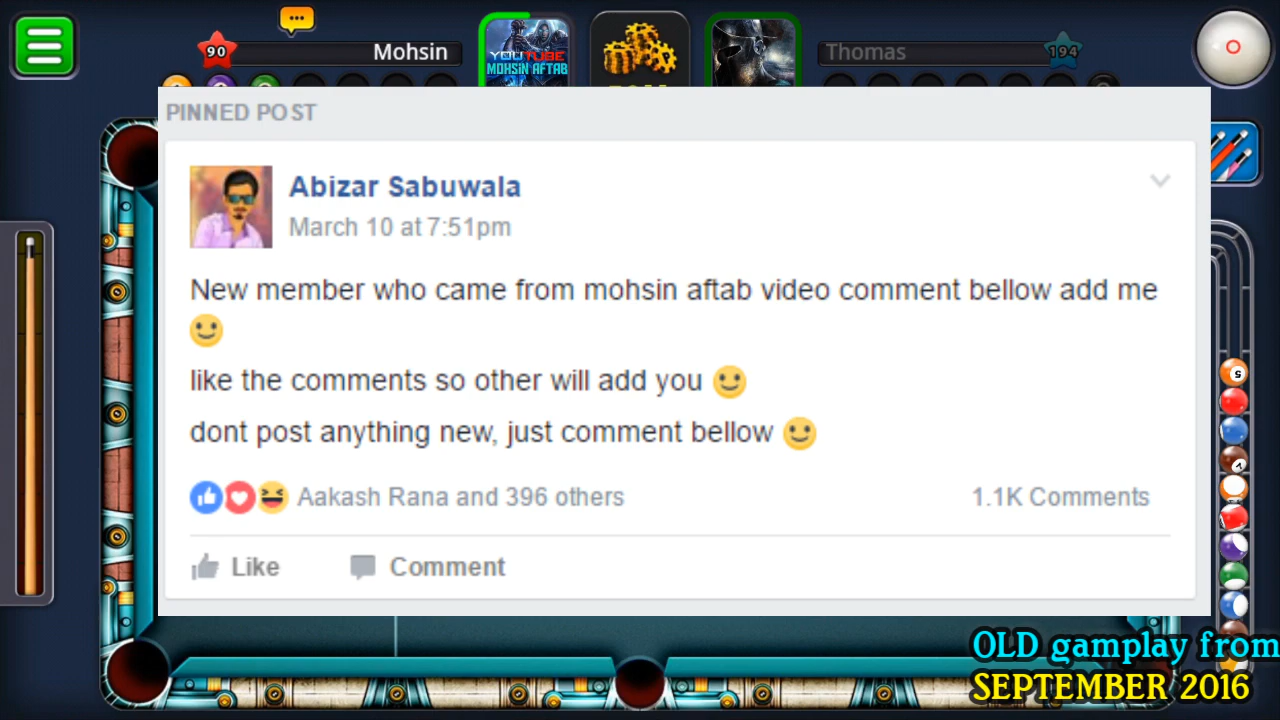 90
Mohsin
YOUTUBE
MOHSIN AFTAB
Thomas
194
PINNED POST
Abizar Sabuwala
March 10 at 7:51pm
New member who came from mohsin aftab video comment bellow add me
like the comments so other will add you
dont post anything new, just comment bellow
Aakash Rana and 396 others
1.1K Comments
Like
Comment
5
7
OLD gamplay from
SEPTEMBER 2016